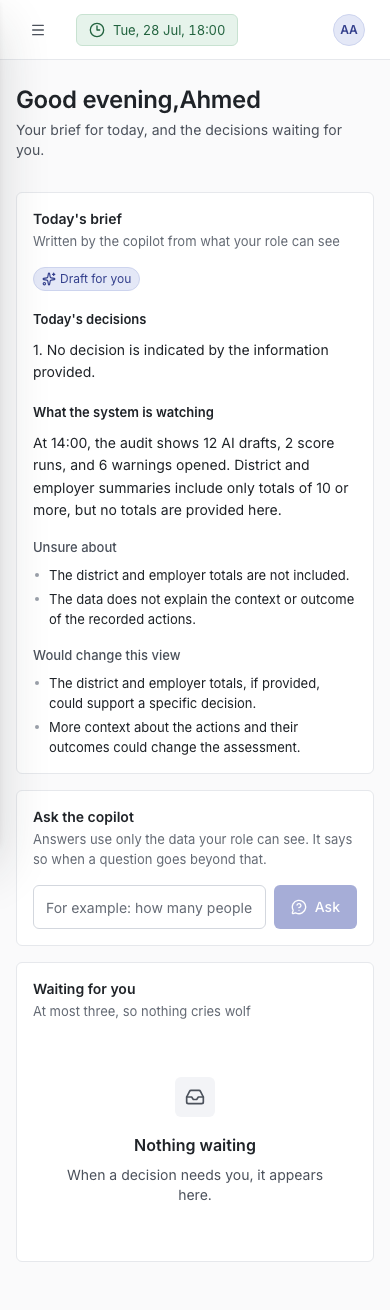 Tue, 28 Jul, 18:00
AA
Good evening,Ahmed
Your brief for today, and the decisions waiting for
you.
Today's brief
Written by the copilot from what your role can see
Draft for you
Today's decisions
1. No decision is indicated by the information
provided.
What the system is watching
At 14:00, the audit shows 12 AI drafts, 2 score
runs, and 6 warnings opened. District and
employer summaries include only totals of 10 or
more, but no totals are provided here.
Unsure about
The district and employer totals are not included.
The data does not explain the context or outcome
of the recorded actions.
Would change this view
The district and employer totals, if provided,
could support a specific decision.
More context about the actions and their
outcomes could change the assessment.
Ask the copilot
Answers use only the data your role can see. It says
so when a question goes beyond that.
For example: how many people
Ask
Waiting for you
At most three, so nothing cries wolf
Nothing waiting
When a decision needs you, it appears
here.